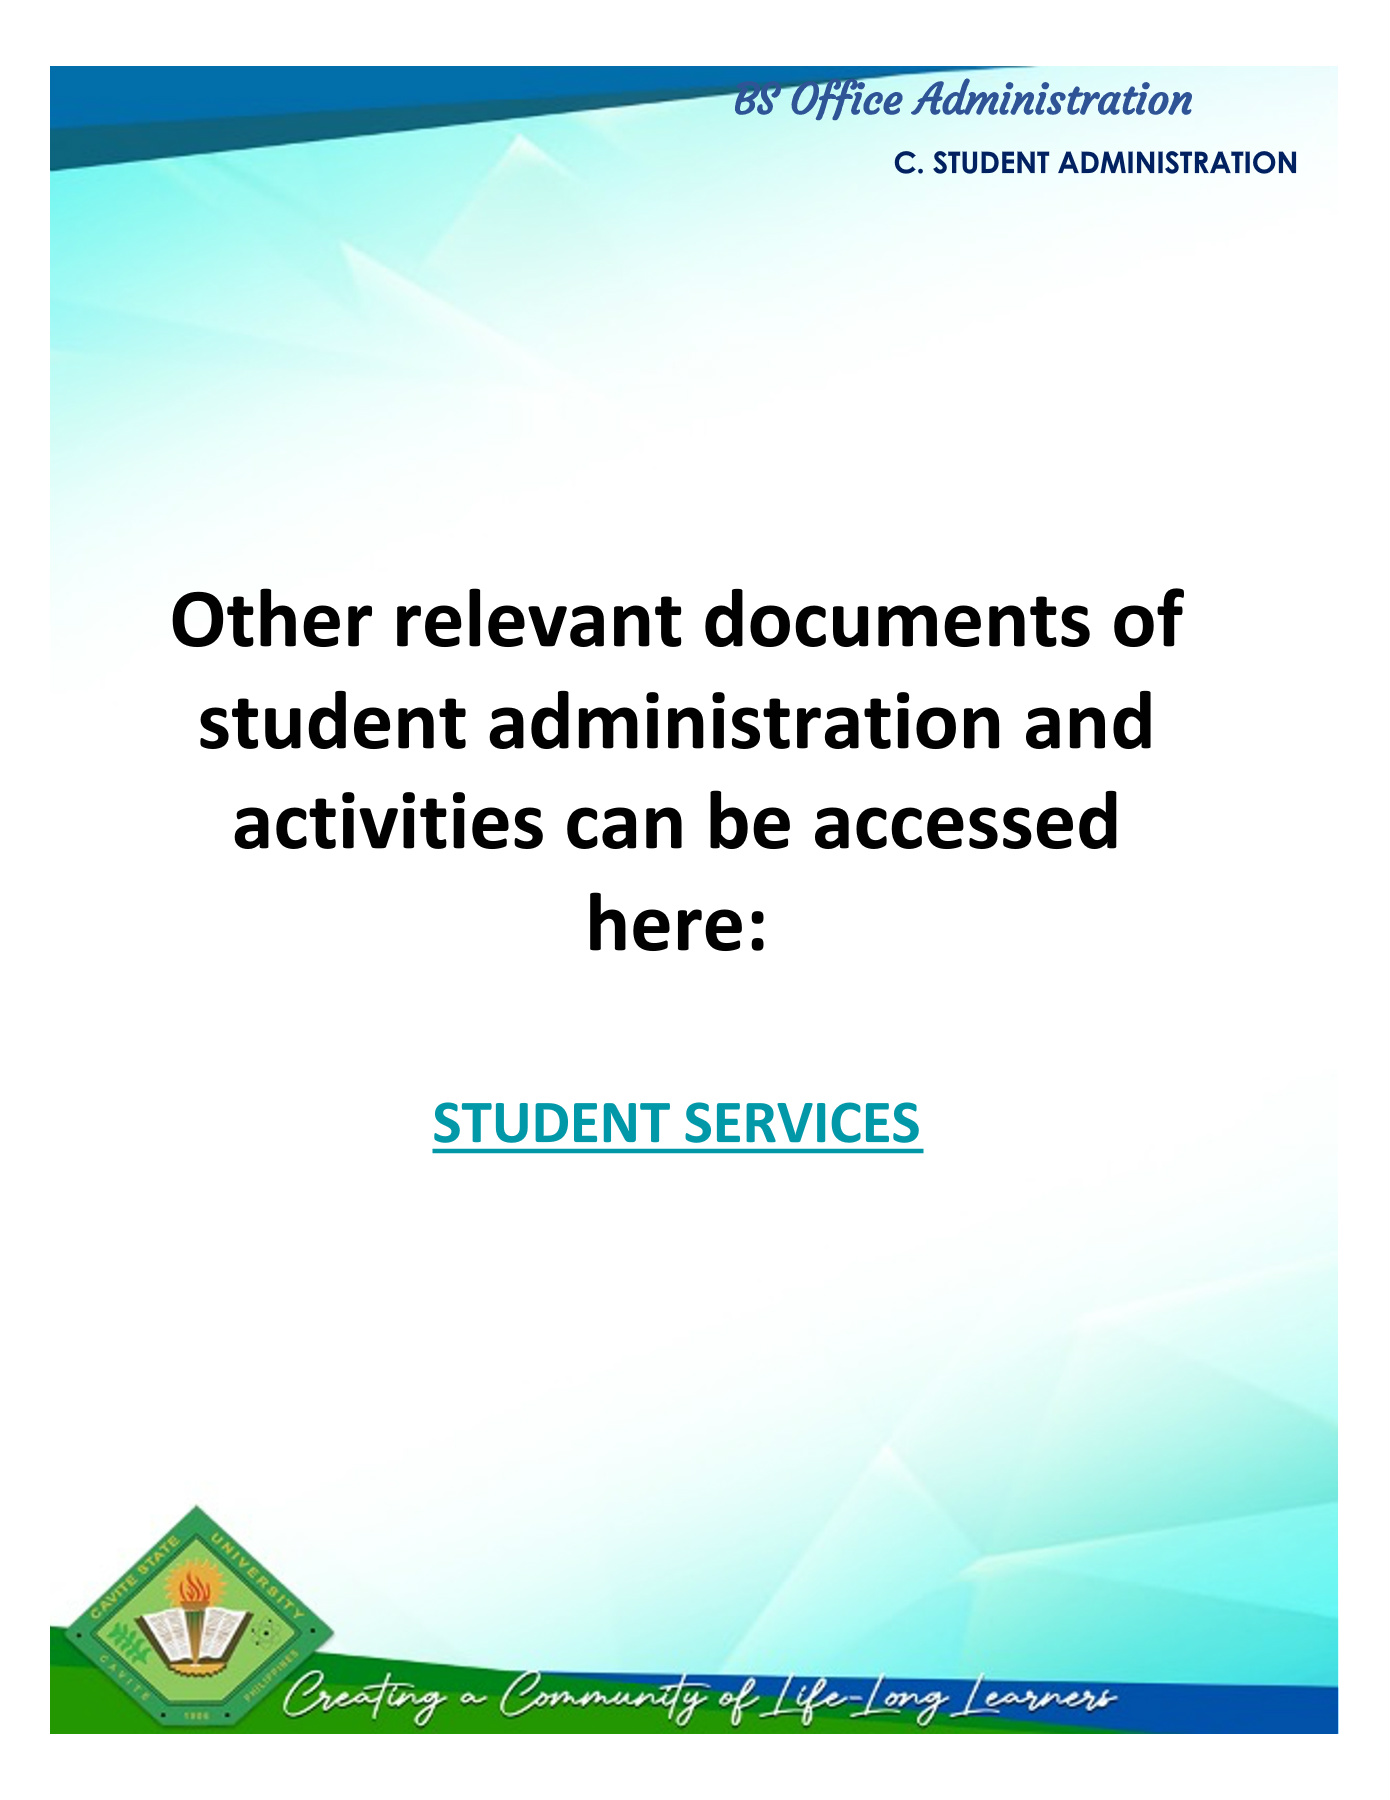 BS Office Administration
C. STUDENT ADMINISTRATION
Other relevant documents of
student administration and
activities can be accessed
here:
STUDENT SERVICES
CAVITE STATE UNIVERSITY
CAVITE PHILIPPINES
1906
Creating a Community of Life-Long Learners